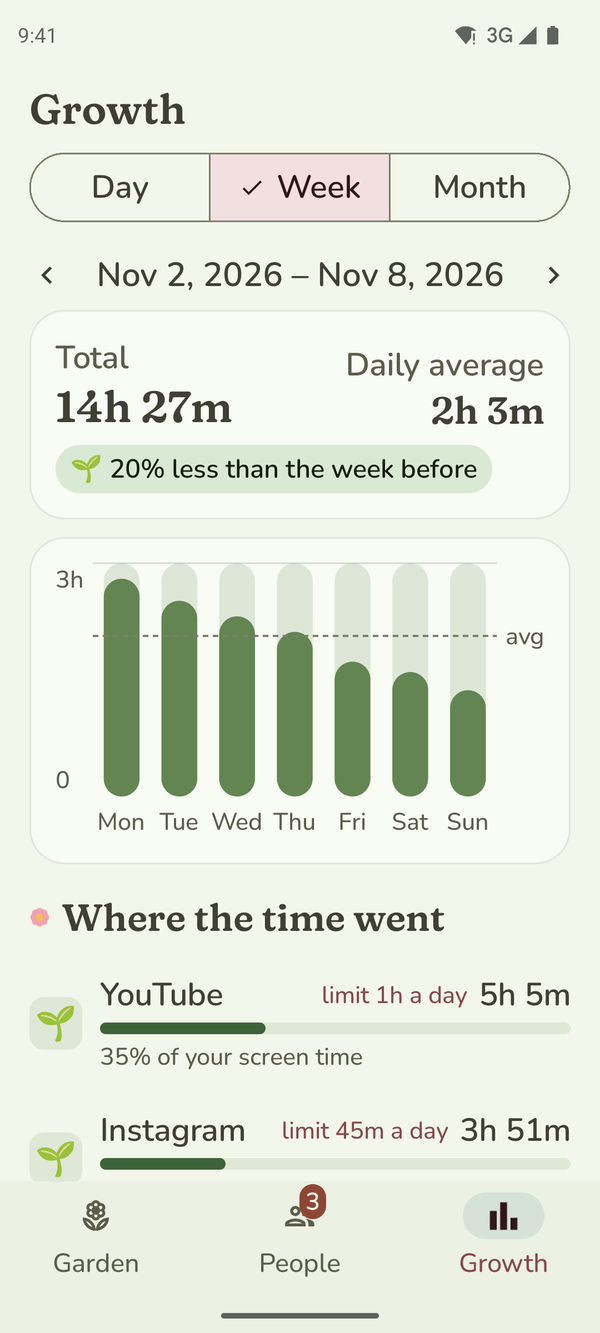 9:41
3G
Growth
Day
Week
Month
Nov 2, 2026 – Nov 8, 2026
Total
Daily average
14h 27m
2h 3m
20% less than the week before
3h
avg
0
Mon Tue Wed Thu Fri Sat Sun
Where the time went
YouTube limit 1h a day 5h 5m
35% of your screen time
Instagram limit 45m a day 3h 51m
3
Garden
People
Growth